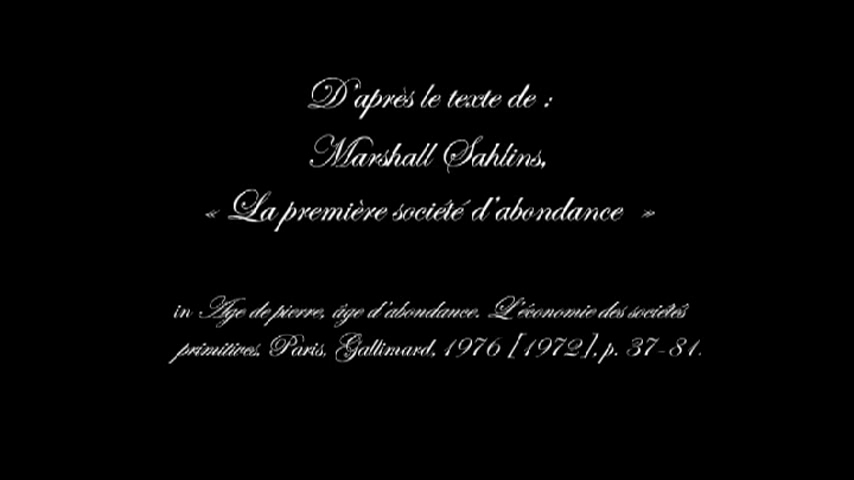 D'après le texte de :
Marshall Sahlins,
« La première société d'abondance »
in Age de pierre, âge d'abondance. L'économie des sociétés
primitives, Paris, Gallimard, 1976 [1972], p. 37-81.